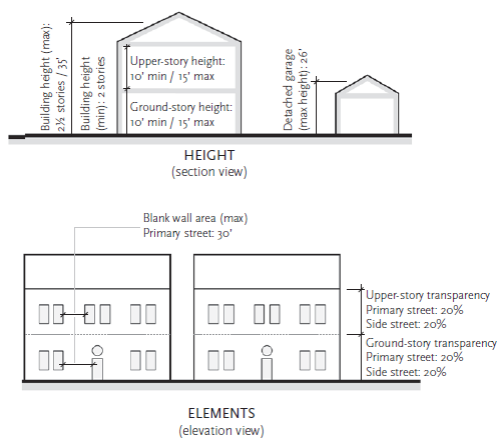 Building height (max):
2½ stories / 35'
Building height
(min): 2 stories
Upper-story height:
10' min / 15' max
Ground-story height:
10' min / 15' max
Detached garage
(max height): 26'
HEIGHT
(section view)
Blank wall area (max)
Primary street: 30'
Upper-story transparency
Primary street: 20%
Side street: 20%
Ground-story transparency
Primary street: 20%
Side street: 20%
ELEMENTS
(elevation view)